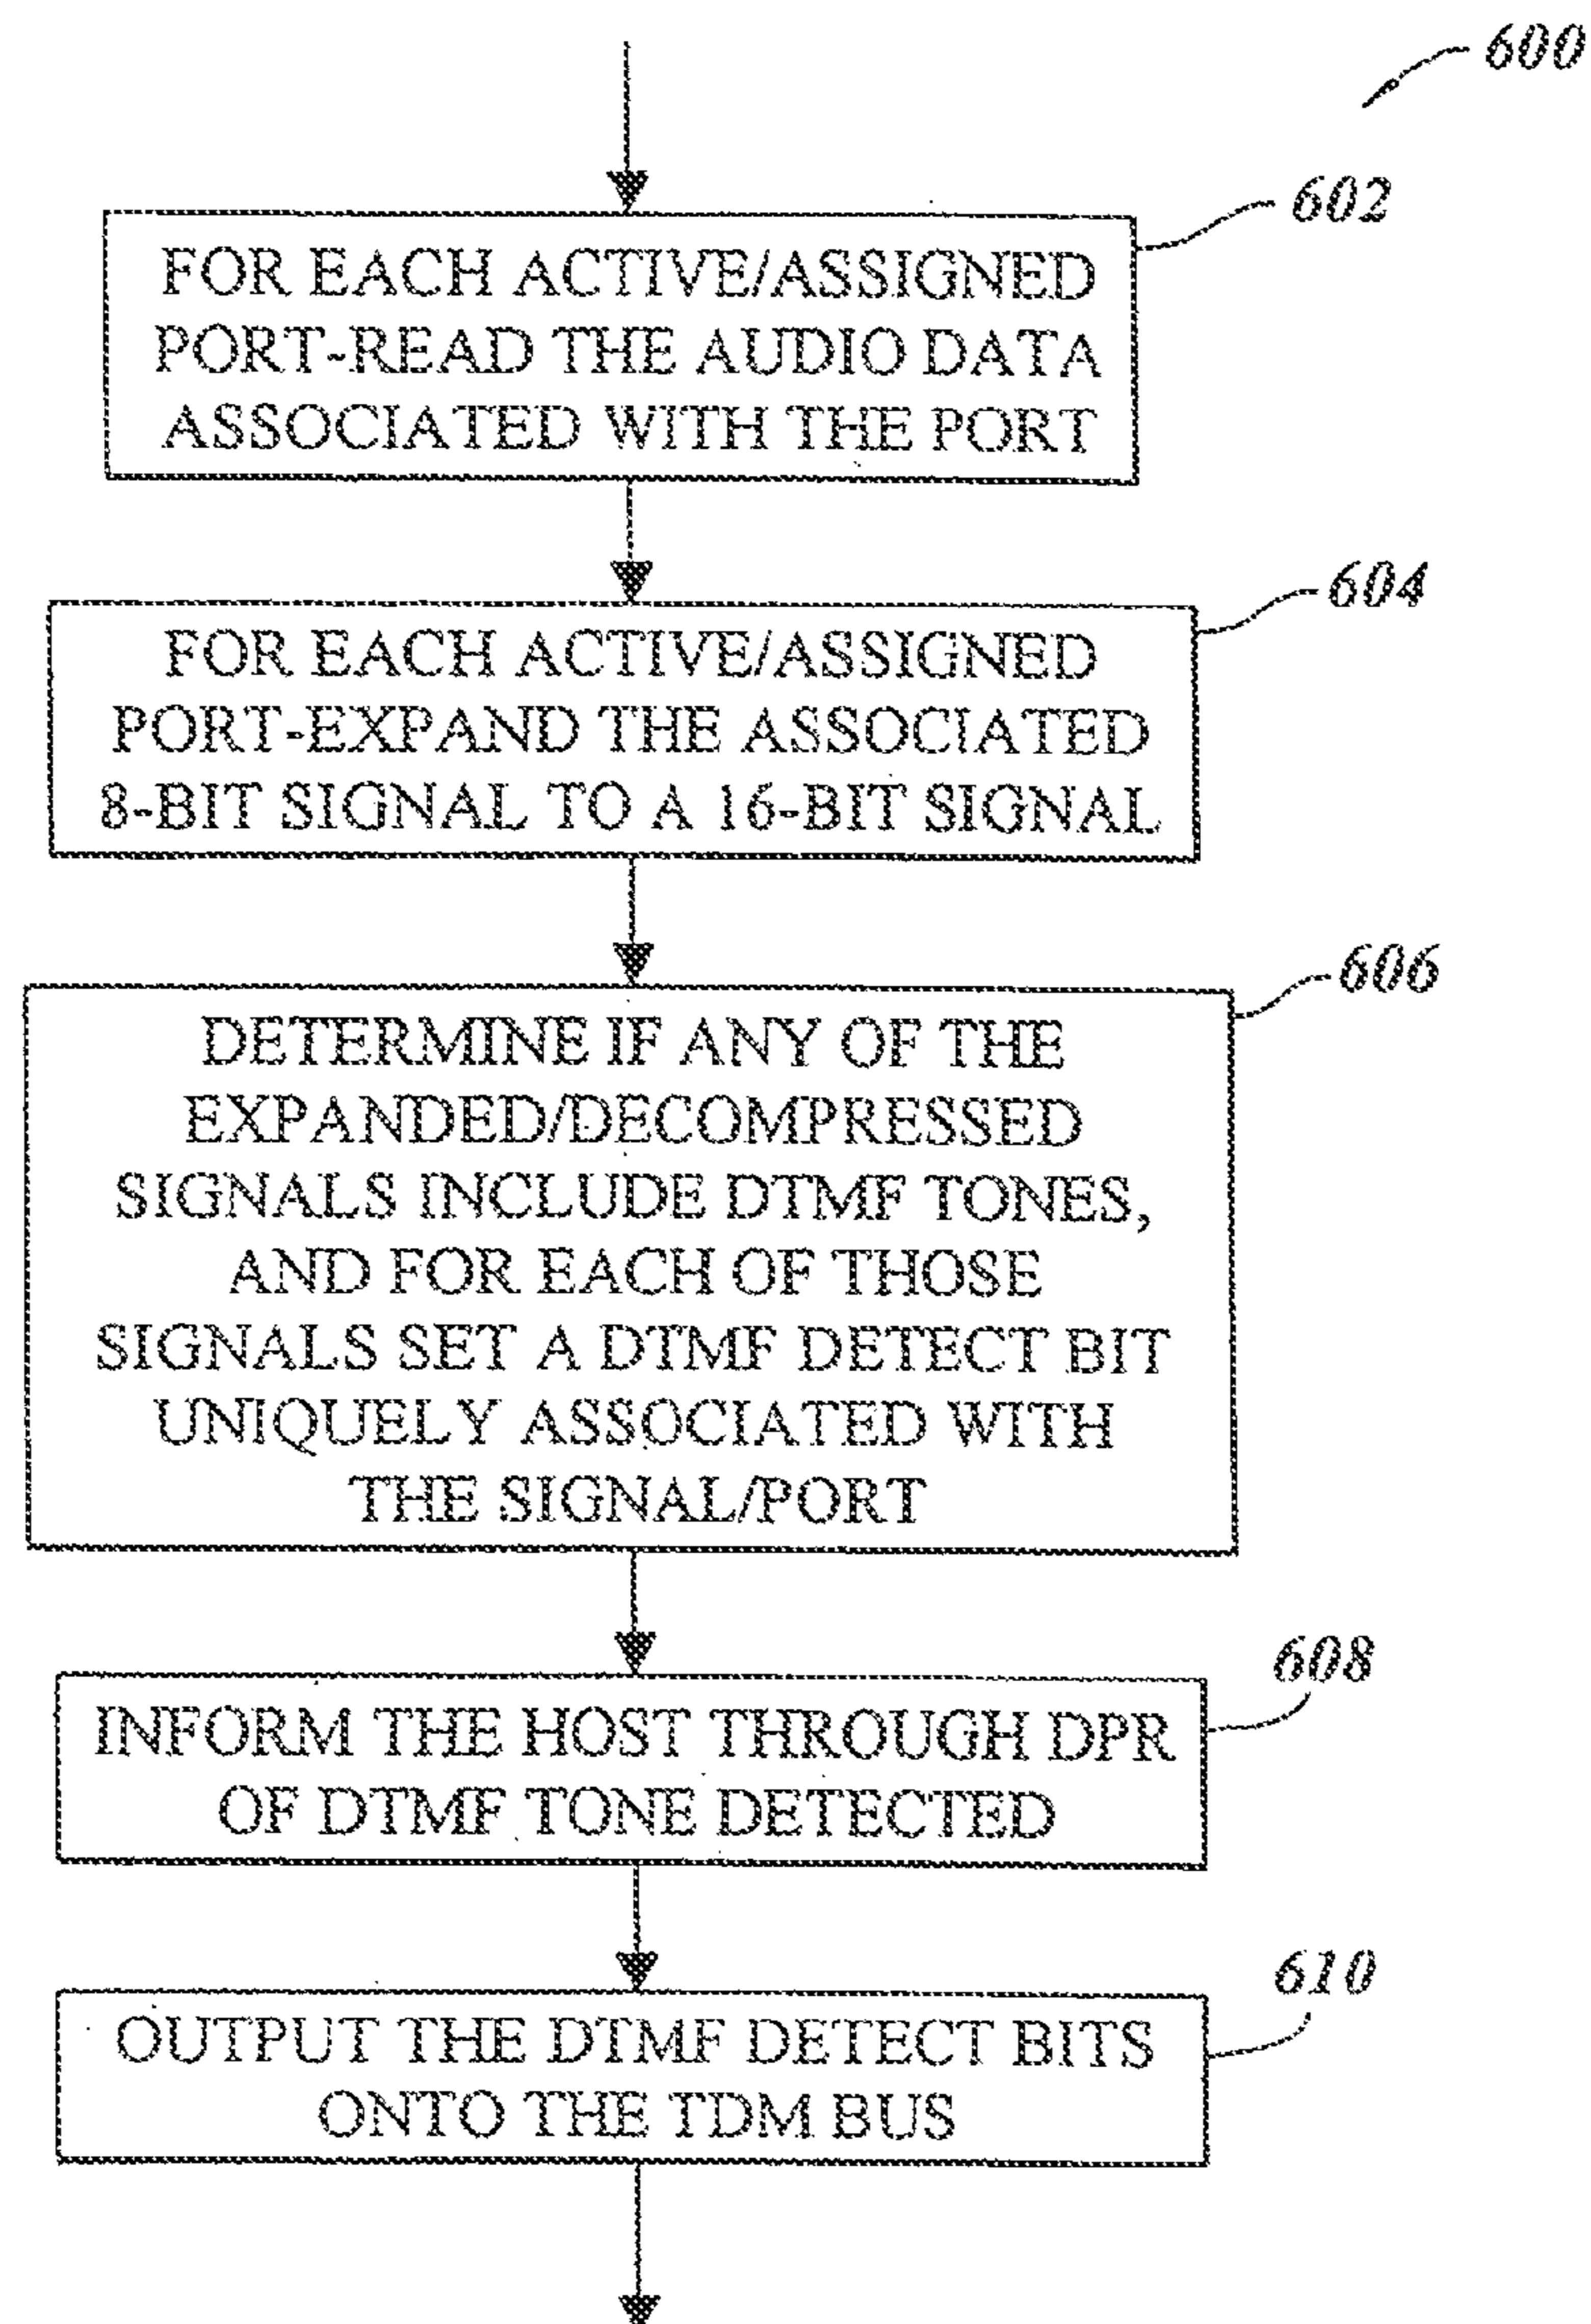 600
602
FOR EACH ACTIVE/ASSIGNED
PORT-READ THE AUDIO DATA
ASSOCIATED WITH THE PORT
604
FOR EACH ACTIVE/ASSIGNED
PORT-EXPAND THE ASSOCIATED
8-BIT SIGNAL TO A 16-BIT SIGNAL
606
DETERMINE IF ANY OF THE
EXPANDED/DECOMPRESSED
SIGNALS INCLUDE DTMF TONES,
AND FOR EACH OF THOSE
SIGNALS SET A DTMF DETECT BIT
UNIQUELY ASSOCIATED WITH
THE SIGNAL/PORT
608
INFORM THE HOST THROUGH DPR
OF DTMF TONE DETECTED
610
OUTPUT THE DTMF DETECT BITS
ONTO THE TDM BUS